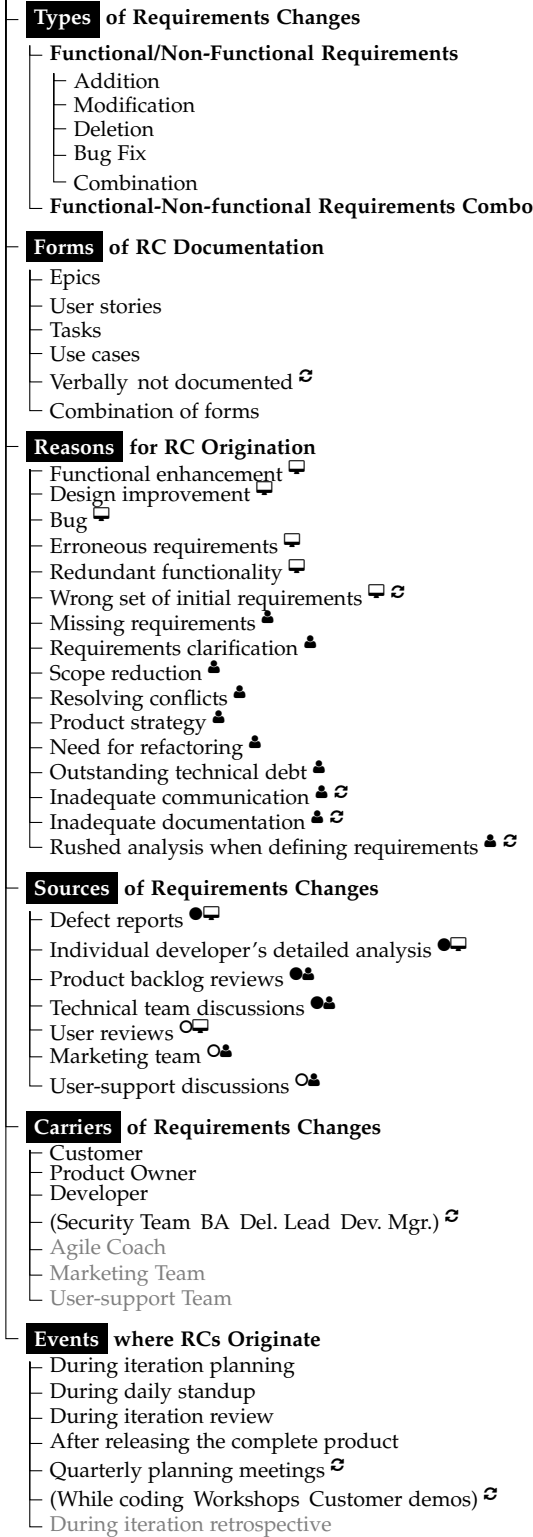 Types of Requirements Changes
Functional/Non-Functional Requirements
Addition
Modification
Deletion
Bug Fix
Combination
Functional-Non-functional Requirements Combo
Forms of RC Documentation
Epics
User stories
Tasks
Use cases
Verbally not documented
Combination of forms
Reasons for RC Origination
Functional enhancement
Design improvement
Bug
Erroneous requirements
Redundant functionality
Wrong set of initial requirements
Missing requirements
Requirements clarification
Scope reduction
Resolving conflicts
Product strategy
Need for refactoring
Outstanding technical debt
Inadequate communication
Inadequate documentation
Rushed analysis when defining requirements
Sources of Requirements Changes
Defect reports
Individual developer's detailed analysis
Product backlog reviews
Technical team discussions
User reviews
Marketing team
User-support discussions
Carriers of Requirements Changes
Customer
Product Owner
Developer
(Security Team BA Del. Lead Dev. Mgr.)
Agile Coach
Marketing Team
User-support Team
Events where RCs Originate
During iteration planning
During daily standup
During iteration review
After releasing the complete product
Quarterly planning meetings
(While coding Workshops Customer demos)
During iteration retrospective